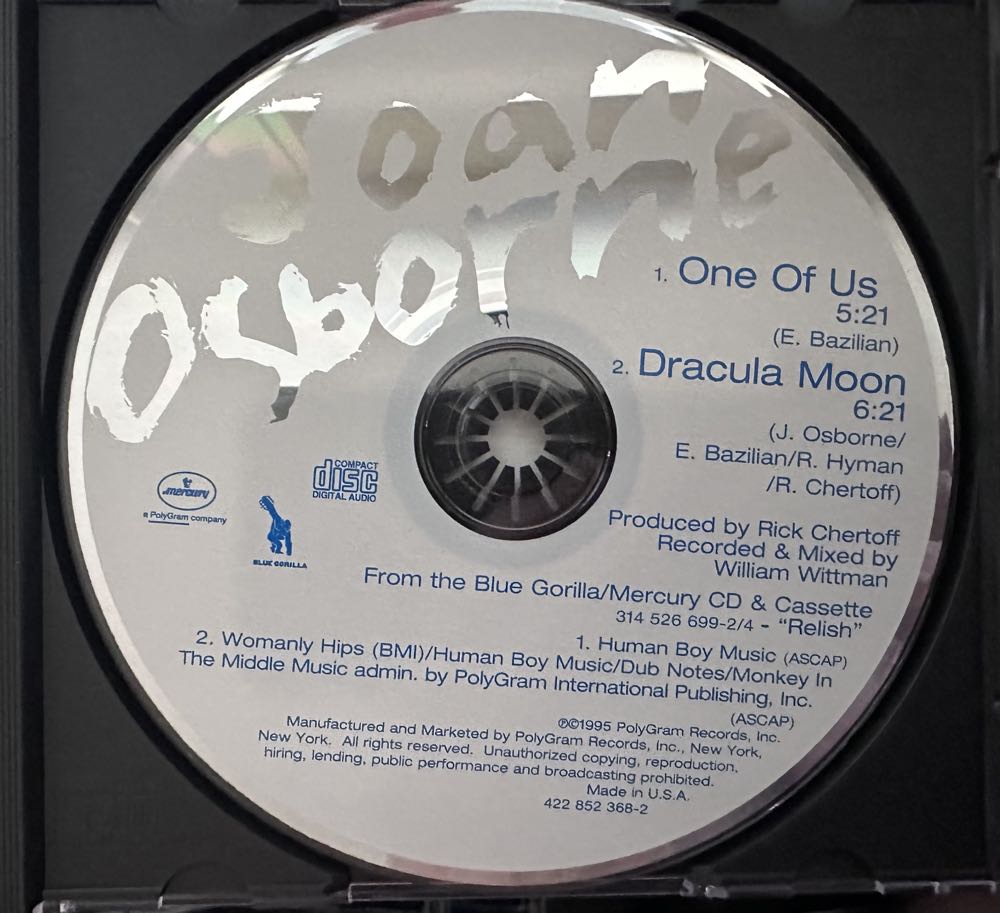 Joan
Osborne
1. One Of Us
5:21
(E. Bazilian)
2. Dracula Moon
6:21
(J. Osborne/
E. Bazilian/R. Hyman
/R. Chertoff)
mercury
a PolyGram company
BLUE GORILLA
COMPACT
disc
DIGITAL AUDIO
Produced by Rick Chertoff
Recorded & Mixed by
William Wittman
From the Blue Gorilla/Mercury CD & Cassette
314 526 699-2/4 - “Relish”
1. Human Boy Music (ASCAP)
2. Womanly Hips (BMI)/Human Boy Music/Dub Notes/Monkey In
The Middle Music admin. by PolyGram International Publishing, Inc.
(ASCAP)
℗©1995 PolyGram Records, Inc.
Manufactured and Marketed by PolyGram Records, Inc., New York,
New York. All rights reserved. Unauthorized copying, reproduction,
hiring, lending, public performance and broadcasting prohibited.
Made in U.S.A.
422 852 368-2